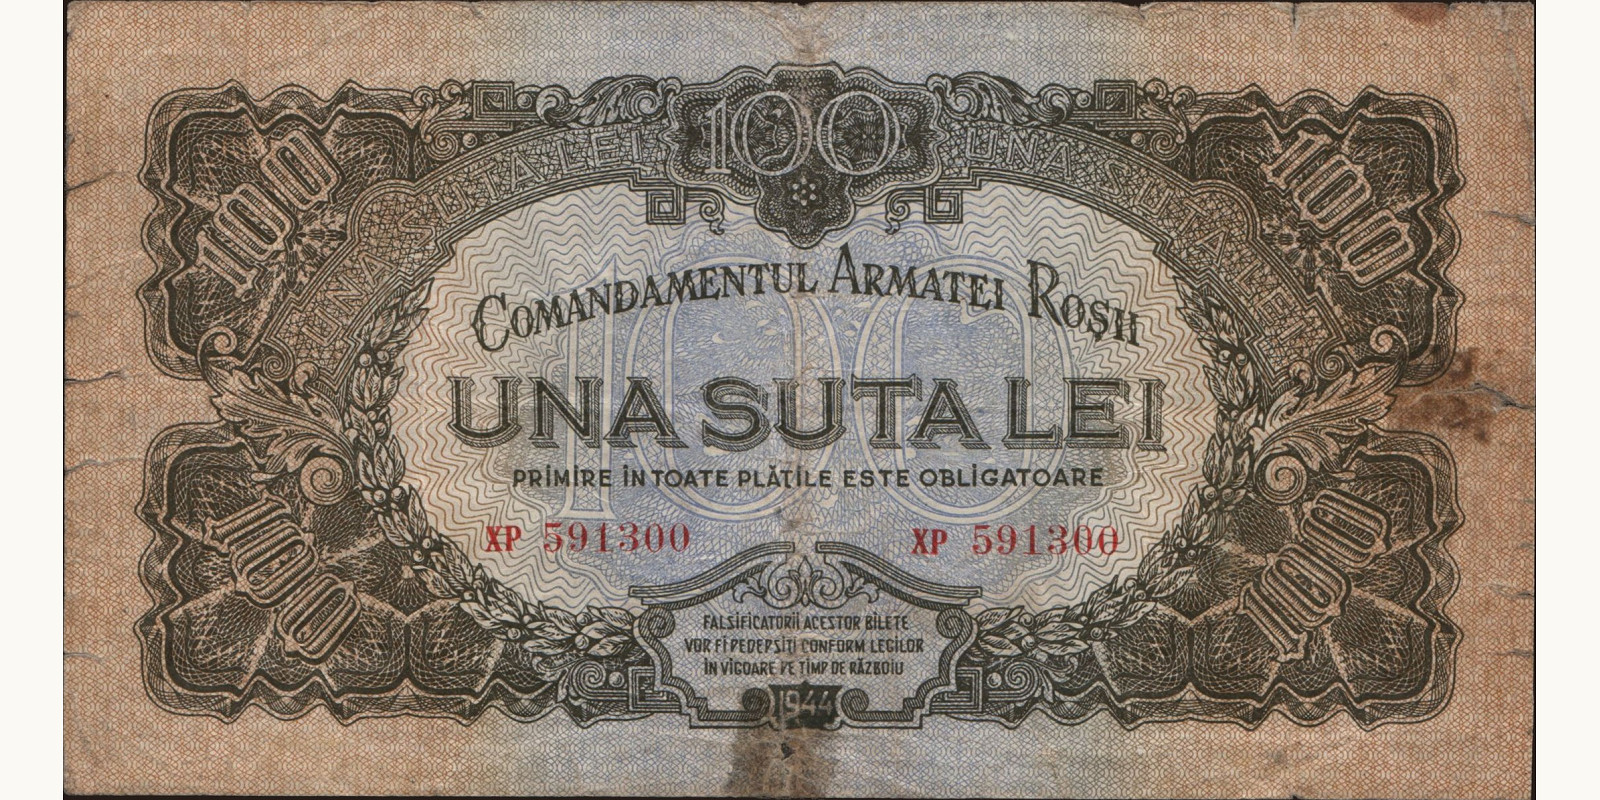 100
UNA SUTA LEI
UNA SUTA LEI
100
100
COMANDAMENTUL ARMATEI ROȘII
UNA SUTA LEI
PRIMIRE ÎN TOATE PLĂȚILE ESTE OBLIGATOARE
100
XP 591300
XP 591300
100
100
FALSIFICATORII ACESTOR BILETE
VOR FI PEDEPSIȚI CONFORM LEGILOR
ÎN VIGOARE PE TIMP DE RĂZBOIU
1944